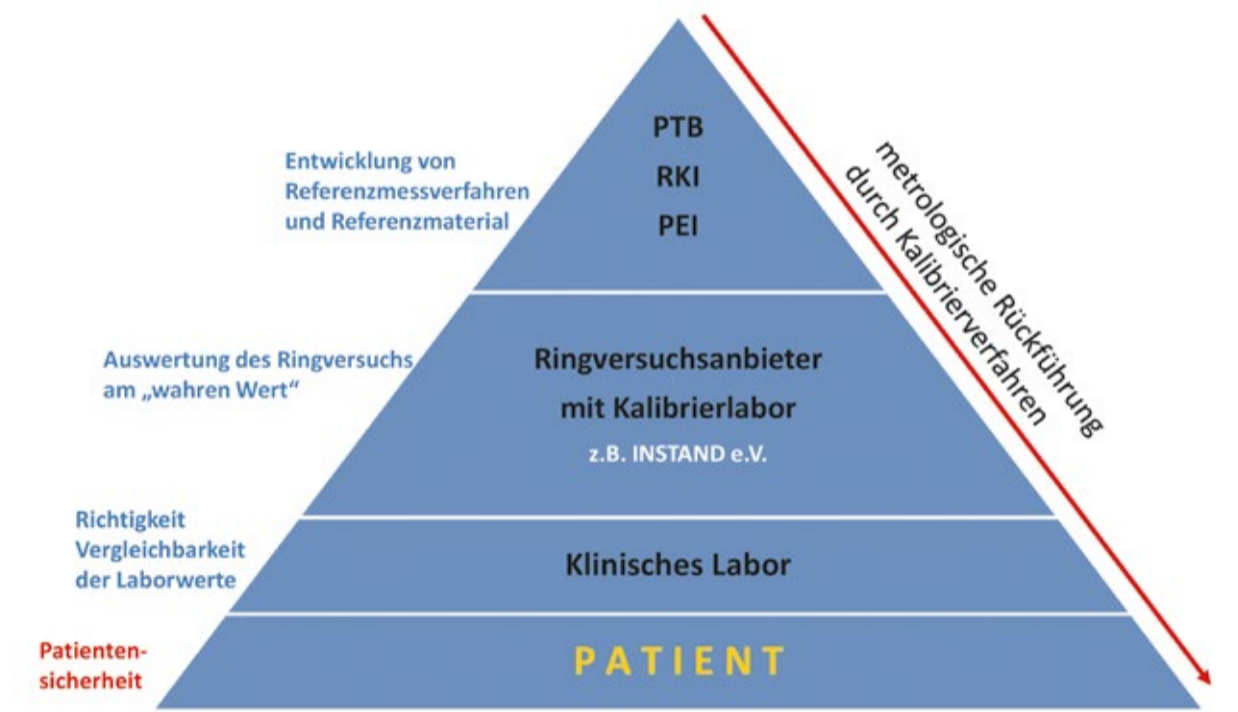 PTB
RKI
PEI
Entwicklung von
Referenzmessverfahren
und Referenzmaterial
metrologische Rückführung
durch Kalibrierverfahren
Auswertung des Ringversuchs
am „wahren Wert“
Ringversuchsanbieter
mit Kalibrierlabor
z.B. INSTAND e.V.
Richtigkeit
Vergleichbarkeit
der Laborwerte
Klinisches Labor
Patienten-
sicherheit
PATIENT